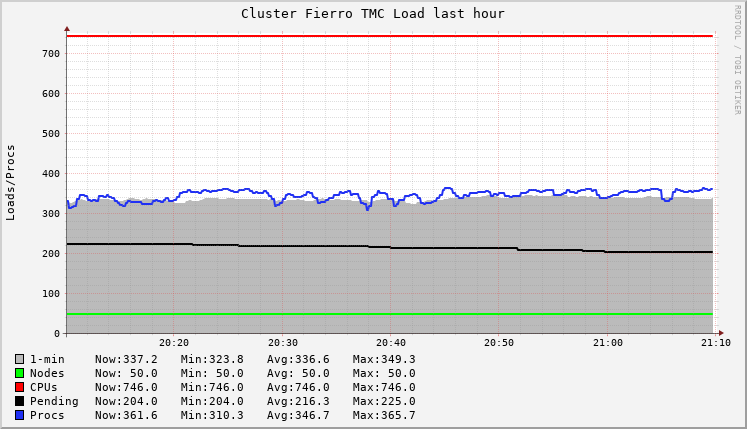 Cluster Fierro TMC Load last hour
RRDTOOL / TOBI OETIKER
Loads/Procs
700
600
500
400
300
200
100
0
20:20 20:30 20:40 20:50 21:00 21:10
1-min Now:337.2 Min:323.8 Avg:336.6 Max:349.3
Nodes Now: 50.0 Min: 50.0 Avg: 50.0 Max: 50.0
CPUs Now:746.0 Min:746.0 Avg:746.0 Max:746.0
Pending Now:204.0 Min:204.0 Avg:216.3 Max:225.0
Procs Now:361.6 Min:310.3 Avg:346.7 Max:365.7